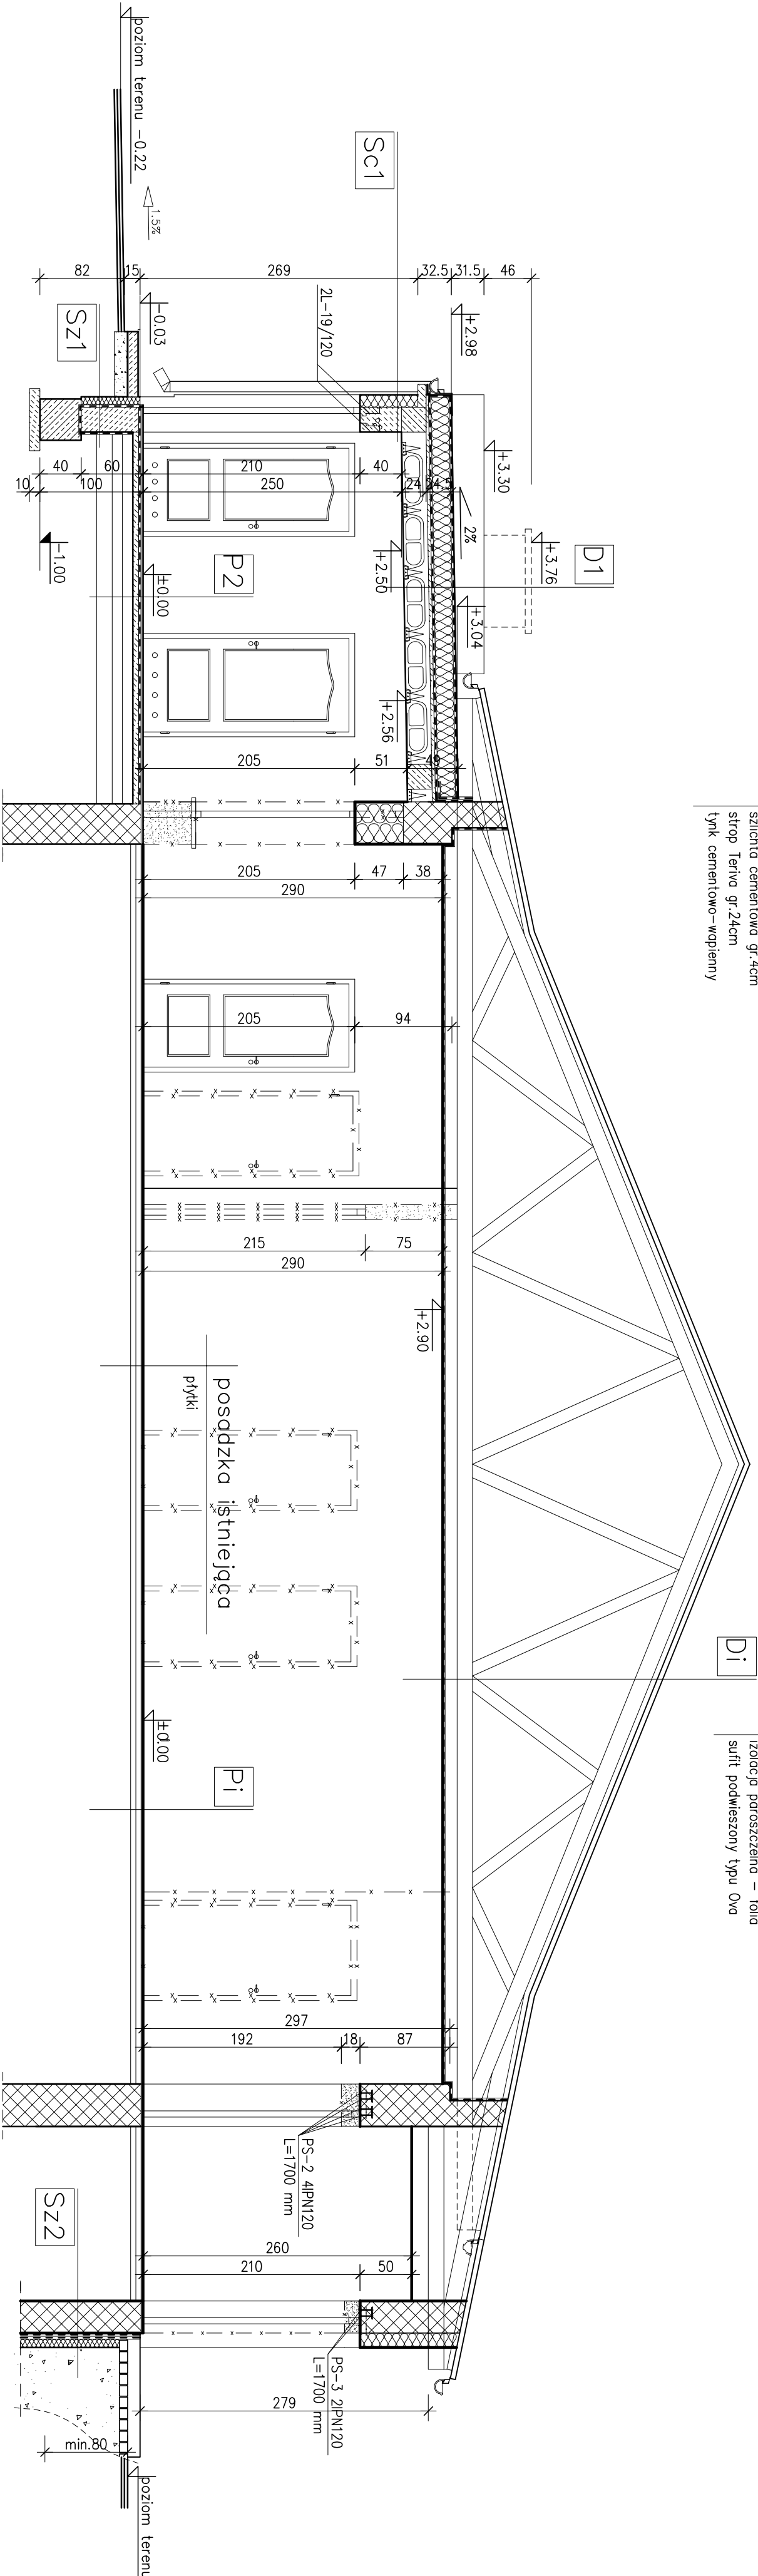 poziom terenu -0.22
1.5%
Sc1
szlichta cementowa gr.4cm
strop Teriva gr.24cm
tynk cementowo-wapienny
82
15
269
32.5
31.5
46
-0.03
2L-19/120
+2.98
Sz1
+3.30
40
60
210
40
10
100
250
24
24.5
2%
-1.00
P2
±0.00
+2.50
+3.76
D1
+3.04
+2.56
205
51
49
205
47
38
290
205
94
215
75
290
+2.90
posadzka istniejąca
płytki
Di
izolacja paroszczelna - folia
sufit podwieszony typu Ova
±0.00
Pi
297
192
18
87
PS-2 4IPN120
L=1700 mm
Sz2
260
210
50
PS-3 2IPN120
L=1700 mm
279
min.80
poziom terenu